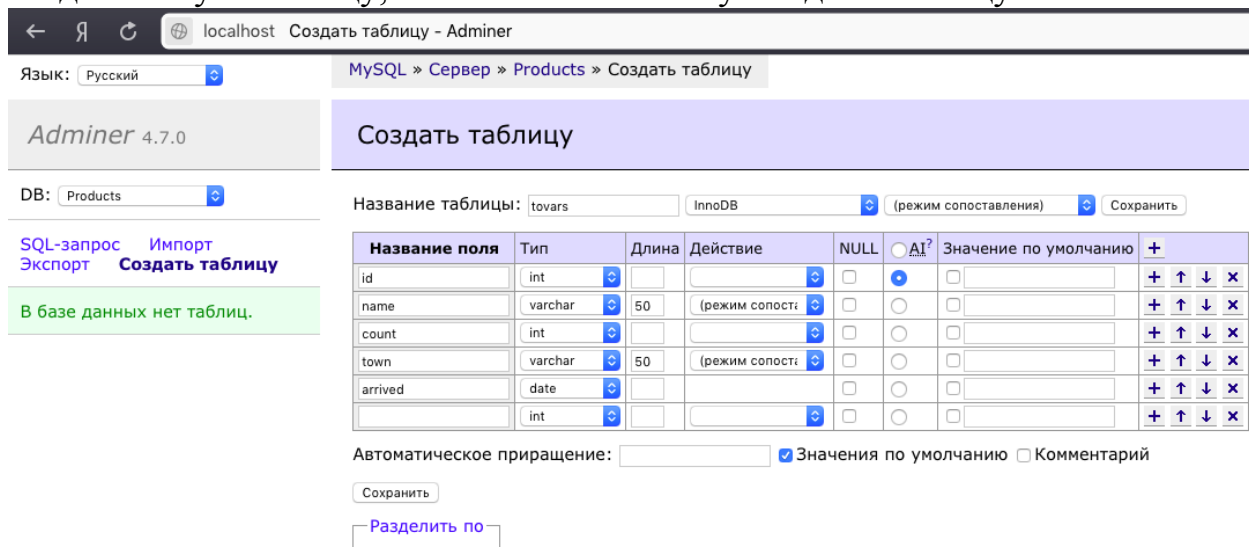 ← Я localhost Создать таблицу - Adminer
Язык: Русский
MySQL » Сервер » Products » Создать таблицу
Adminer 4.7.0
Создать таблицу
DB: Products
SQL-запрос Импорт
Экспорт Создать таблицу
В базе данных нет таблиц.
Название таблицы: tovars InnoDB (режим сопоставления) Сохранить
Название поля Тип Длина Действие NULL AI? Значение по умолчанию +
id int + ↑ ↓ ×
name varchar 50 (режим сопоста + ↑ ↓ ×
count int + ↑ ↓ ×
town varchar 50 (режим сопоста + ↑ ↓ ×
arrived date + ↑ ↓ ×
int + ↑ ↓ ×
Автоматическое приращение: Значения по умолчанию Комментарий
Сохранить
Разделить по